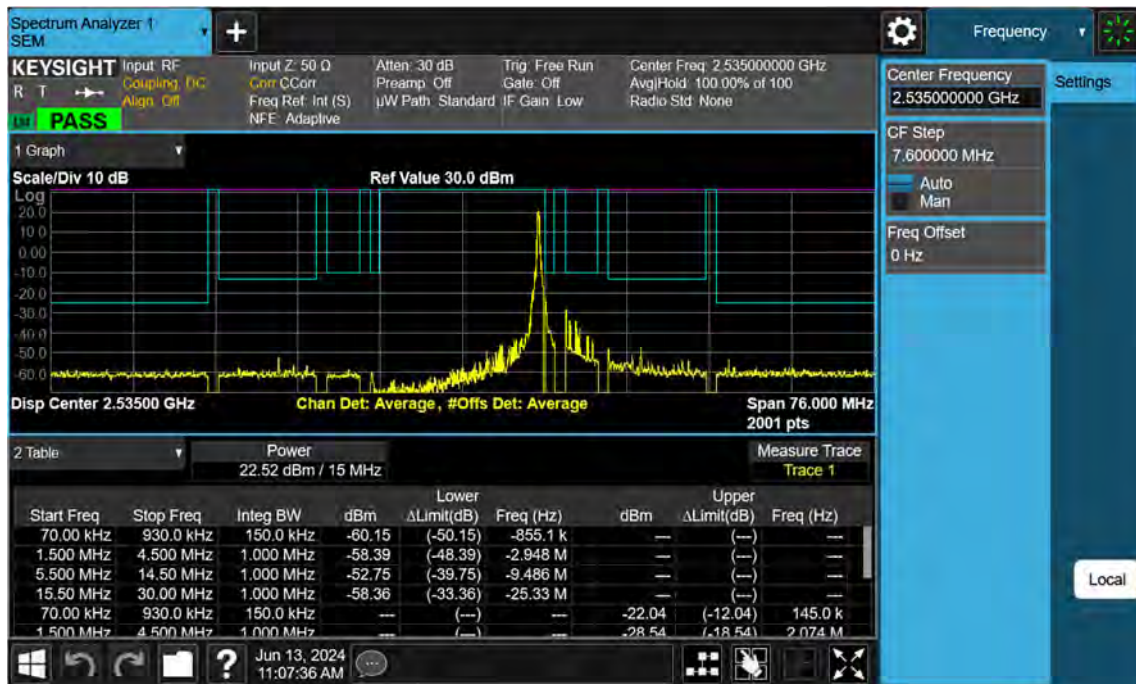 Spectrum Analyzer 1
SEM
+
Frequency
KEYSIGHT
R T
PASS
Input: RF
Coupling: DC
Align: Off
Input Z: 50 Ω
Corr CCorr
Freq Ref: Int (S)
NFE: Adaptive
Atten: 30 dB
Preamp: Off
µW Path: Standard
Trig: Free Run
Gate: Off
IF Gain: Low
Center Freq: 2.535000000 GHz
Avg|Hold: 100.00% of 100
Radio Std: None
Center Frequency
2.535000000 GHz
Settings
CF Step
7.600000 MHz
Auto
Man
Freq Offset
0 Hz
Local
1 Graph
Scale/Div 10 dB
Ref Value 30.0 dBm
Log
20.0
10.0
0.00
-10.0
-20.0
-30.0
-40.0
-50.0
-60.0
Disp Center 2.53500 GHz
Chan Det: Average, #Offs Det: Average
Span 76.000 MHz
2001 pts
2 Table
Power
22.52 dBm / 15 MHz
Measure Trace
Trace 1
Lower Upper
Start Freq Stop Freq Integ BW dBm ΔLimit(dB) Freq (Hz) dBm ΔLimit(dB) Freq (Hz)
70.00 kHz 930.0 kHz 150.0 kHz -60.15 (-50.15) -855.1 k --- (---) ---
1.500 MHz 4.500 MHz 1.000 MHz -58.39 (-48.39) -2.948 M --- (---) ---
5.500 MHz 14.50 MHz 1.000 MHz -52.75 (-39.75) -9.486 M --- (---) ---
15.50 MHz 30.00 MHz 1.000 MHz -58.36 (-33.36) -25.33 M --- (---) ---
70.00 kHz 930.0 kHz 150.0 kHz --- (---) --- -22.04 (-12.04) 145.0 k
1.500 MHz 4.500 MHz 1.000 MHz --- (---) --- -28.54 (-18.54) 2.074 M
?
Jun 13, 2024
11:07:36 AM